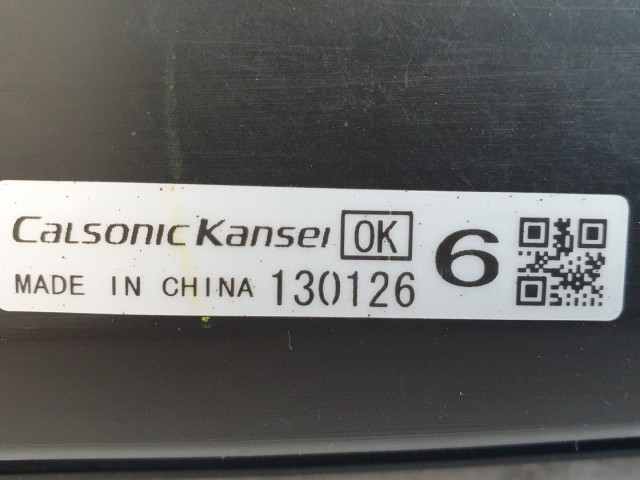 CALSONIC KANSEI OK 6
MADE IN CHINA 130126